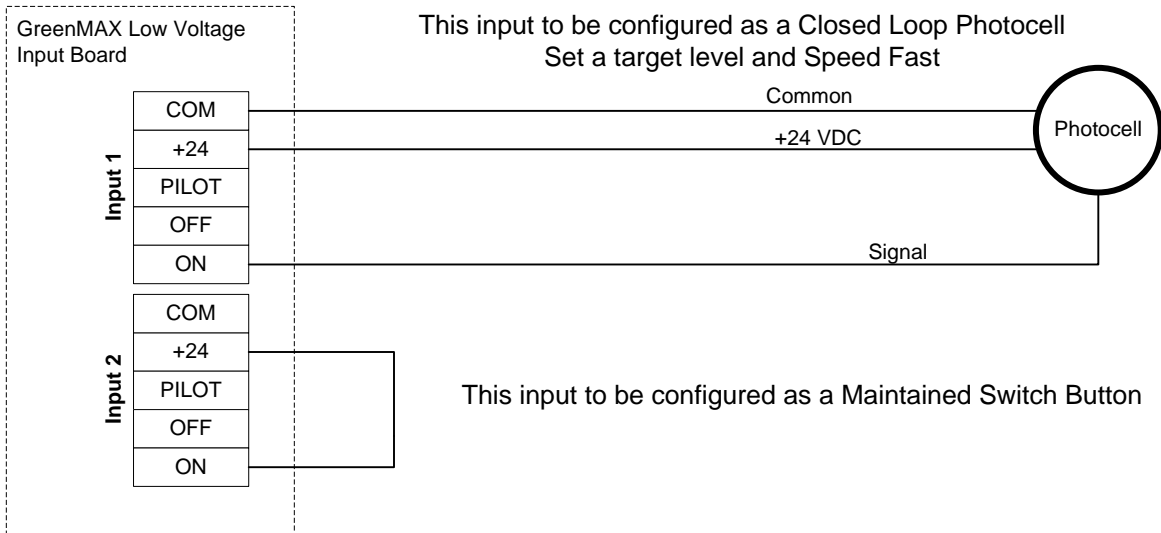 GreenMAX Low Voltage
Input Board
This input to be configured as a Closed Loop Photocell
Set a target level and Speed Fast
Input 1
COM
+24
PILOT
OFF
ON
Common
+24 VDC
Signal
Photocell
Input 2
COM
+24
PILOT
OFF
ON
This input to be configured as a Maintained Switch Button